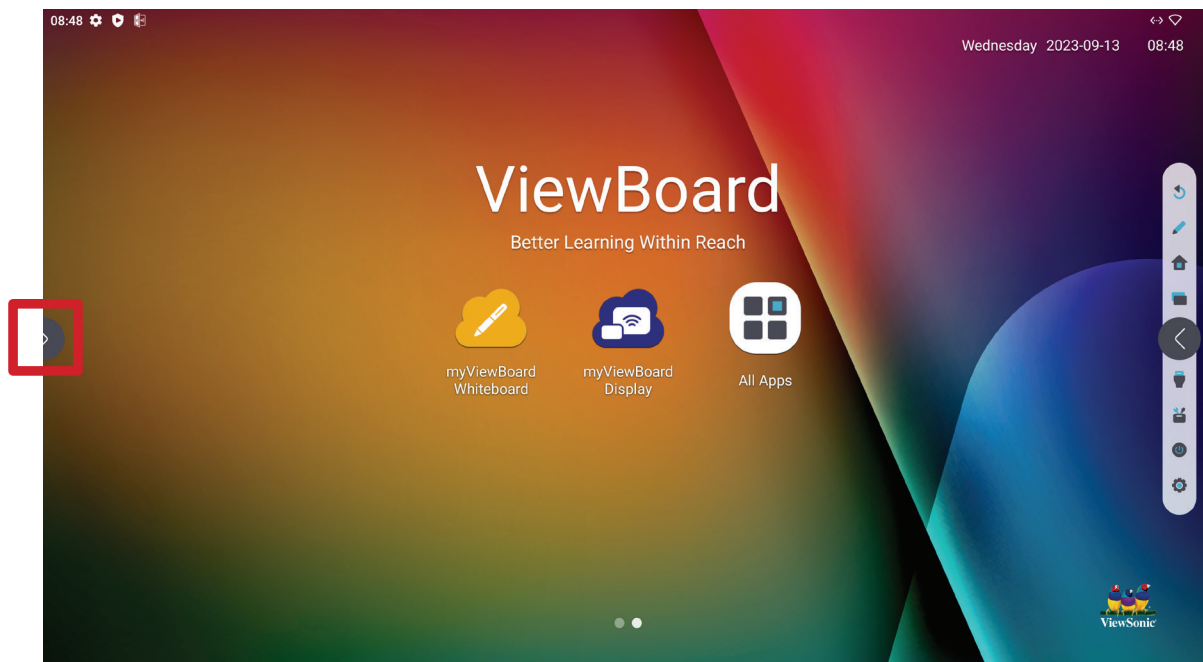 08:48
Wednesday 2023-09-13 08:48
ViewBoard
Better Learning Within Reach
myViewBoard
Whiteboard
myViewBoard
Display
All Apps
ViewSonic